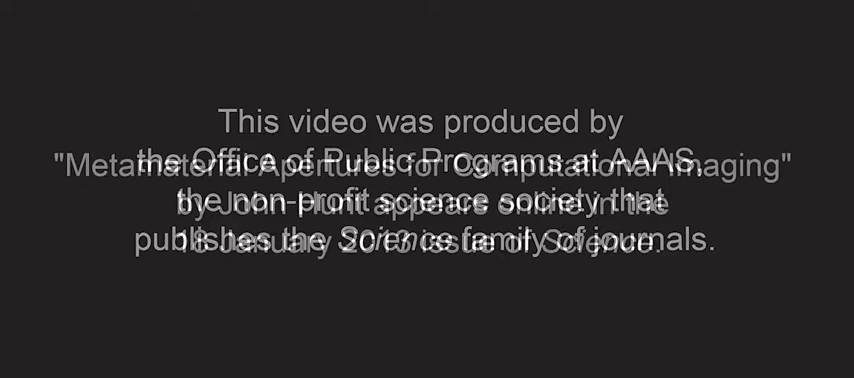 This video was produced by
the Office of Public Programs at AAAS,
the non-profit science society that
publishes the Science family of journals.
"Metamaterial Apertures for Computational Imaging"
by John Hunt appears online in the
18 January 2013 issue of Science.